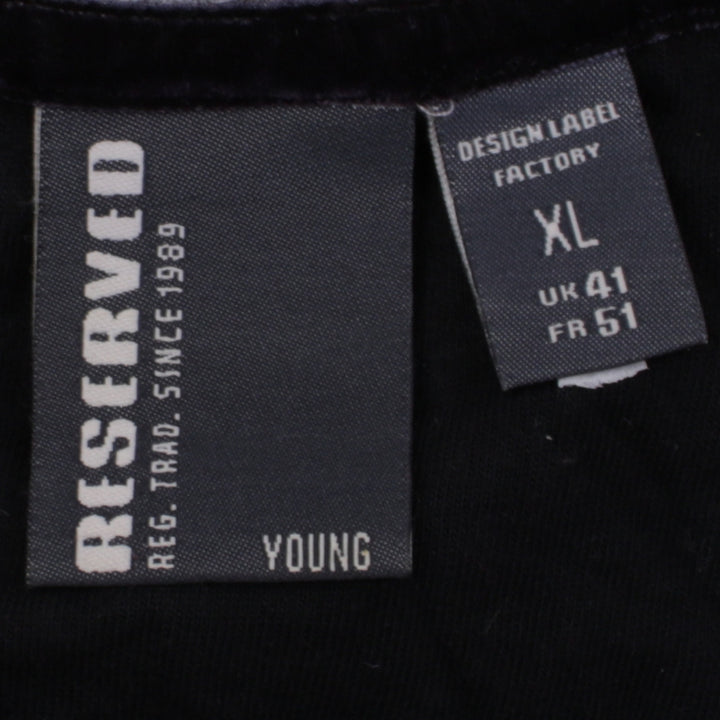 RESERVED
REG. TRAD. SINCE 1989
YOUNG
DESIGN LABEL
FACTORY
XL
UK 41
FR 51